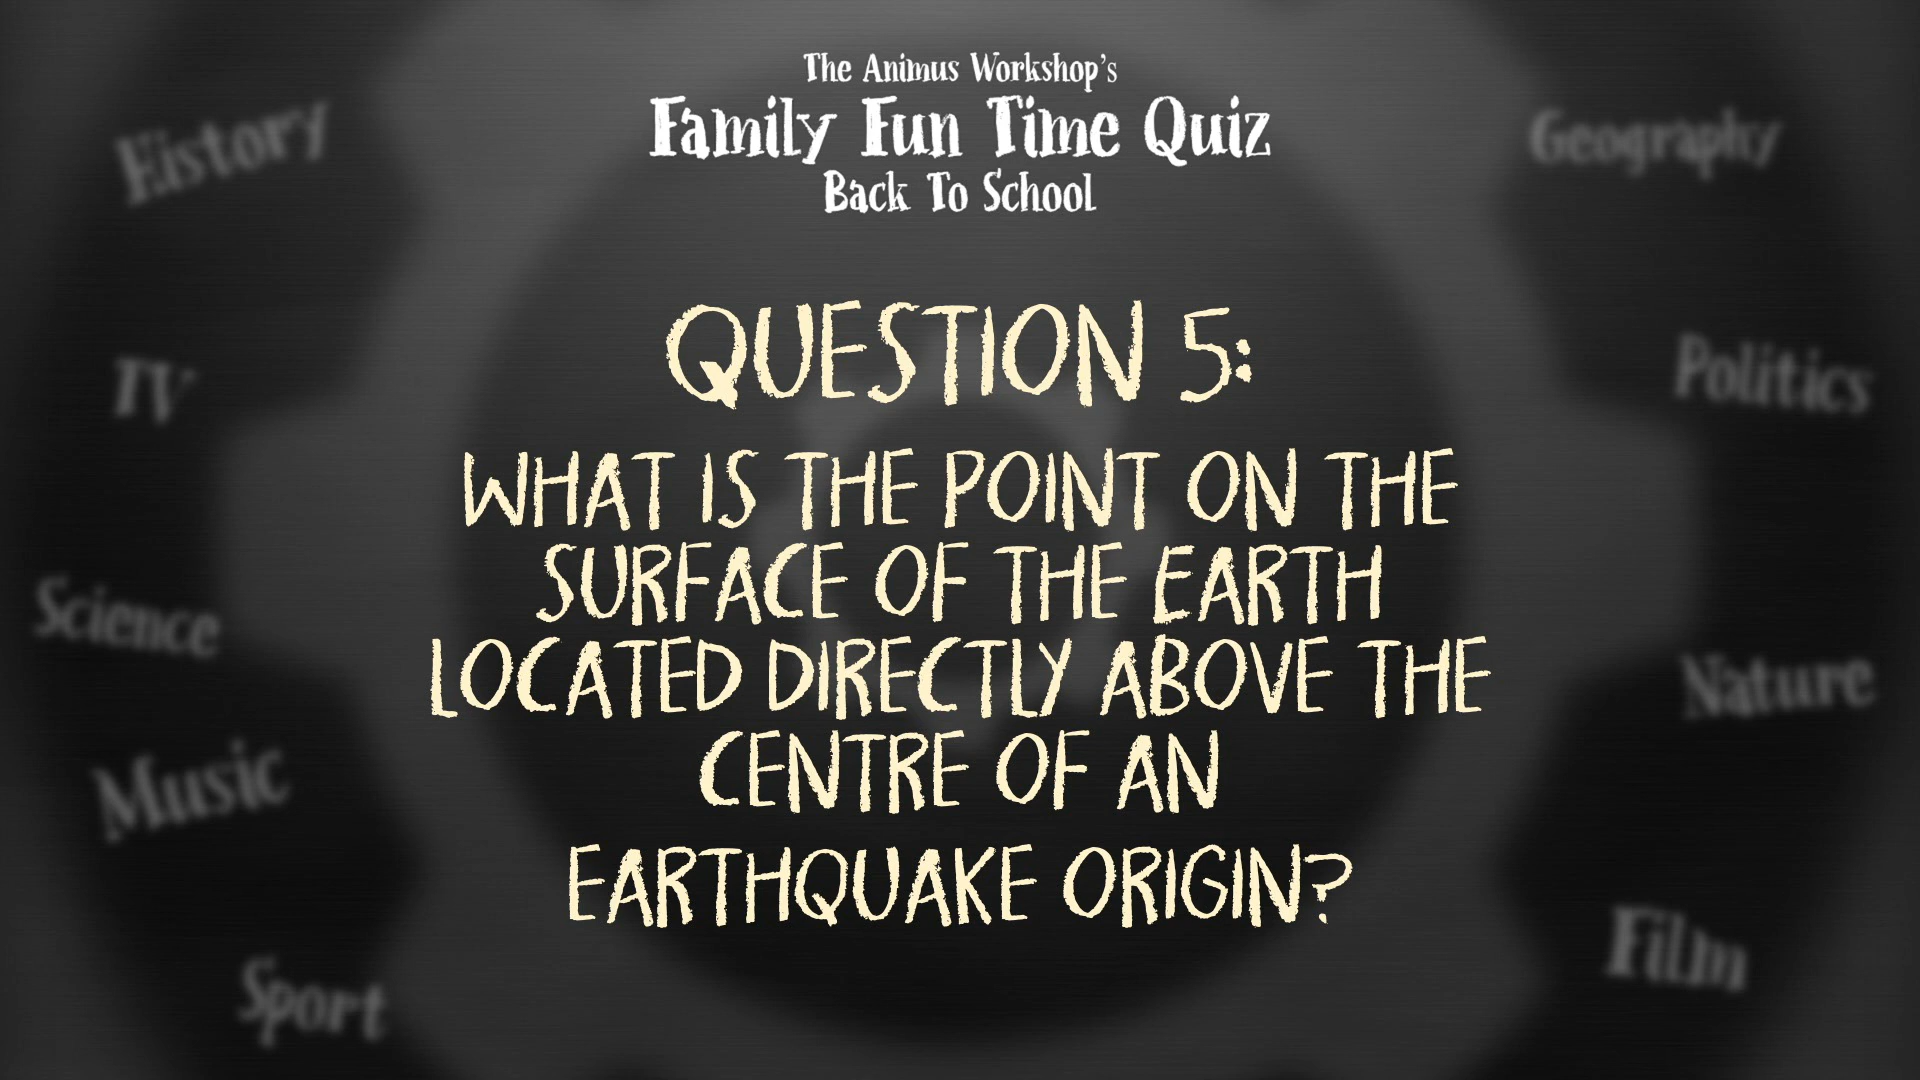 The Animus Workshop's
Family Fun Time Quiz
Back To School
History
Geography
TV
Politics
Science
Nature
Music
Film
Sport
QUESTION 5:
WHAT IS THE POINT ON THE
SURFACE OF THE EARTH
LOCATED DIRECTLY ABOVE THE
CENTRE OF AN
EARTHQUAKE ORIGIN?